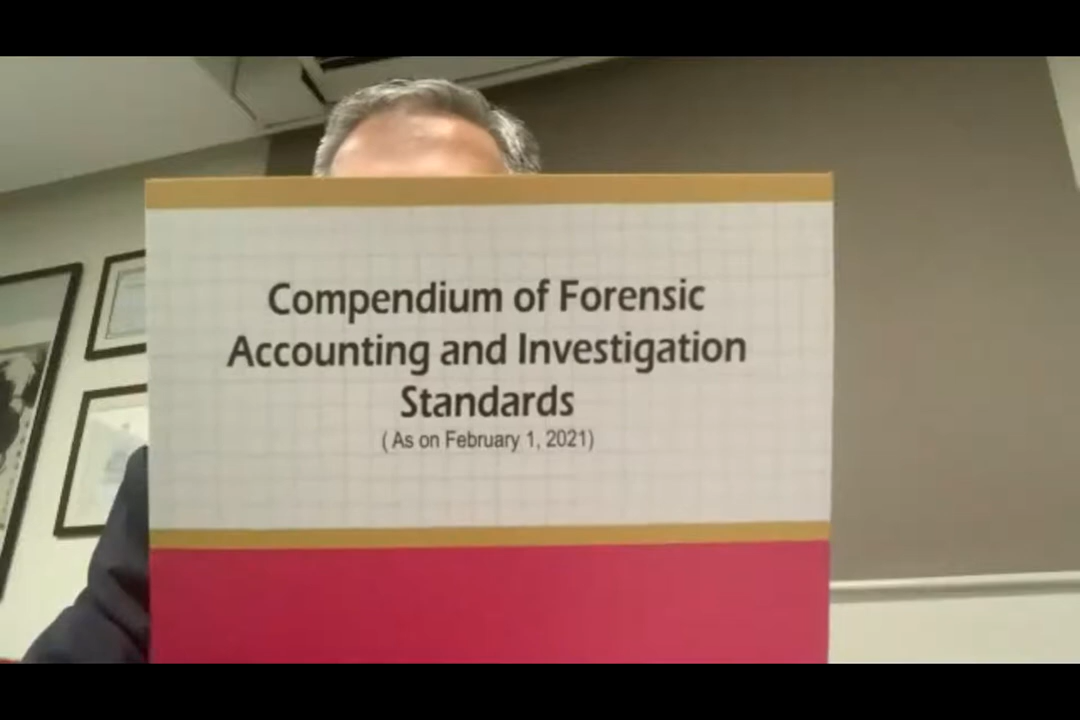 Compendium of Forensic
Accounting and Investigation
Standards
( As on February 1, 2021)